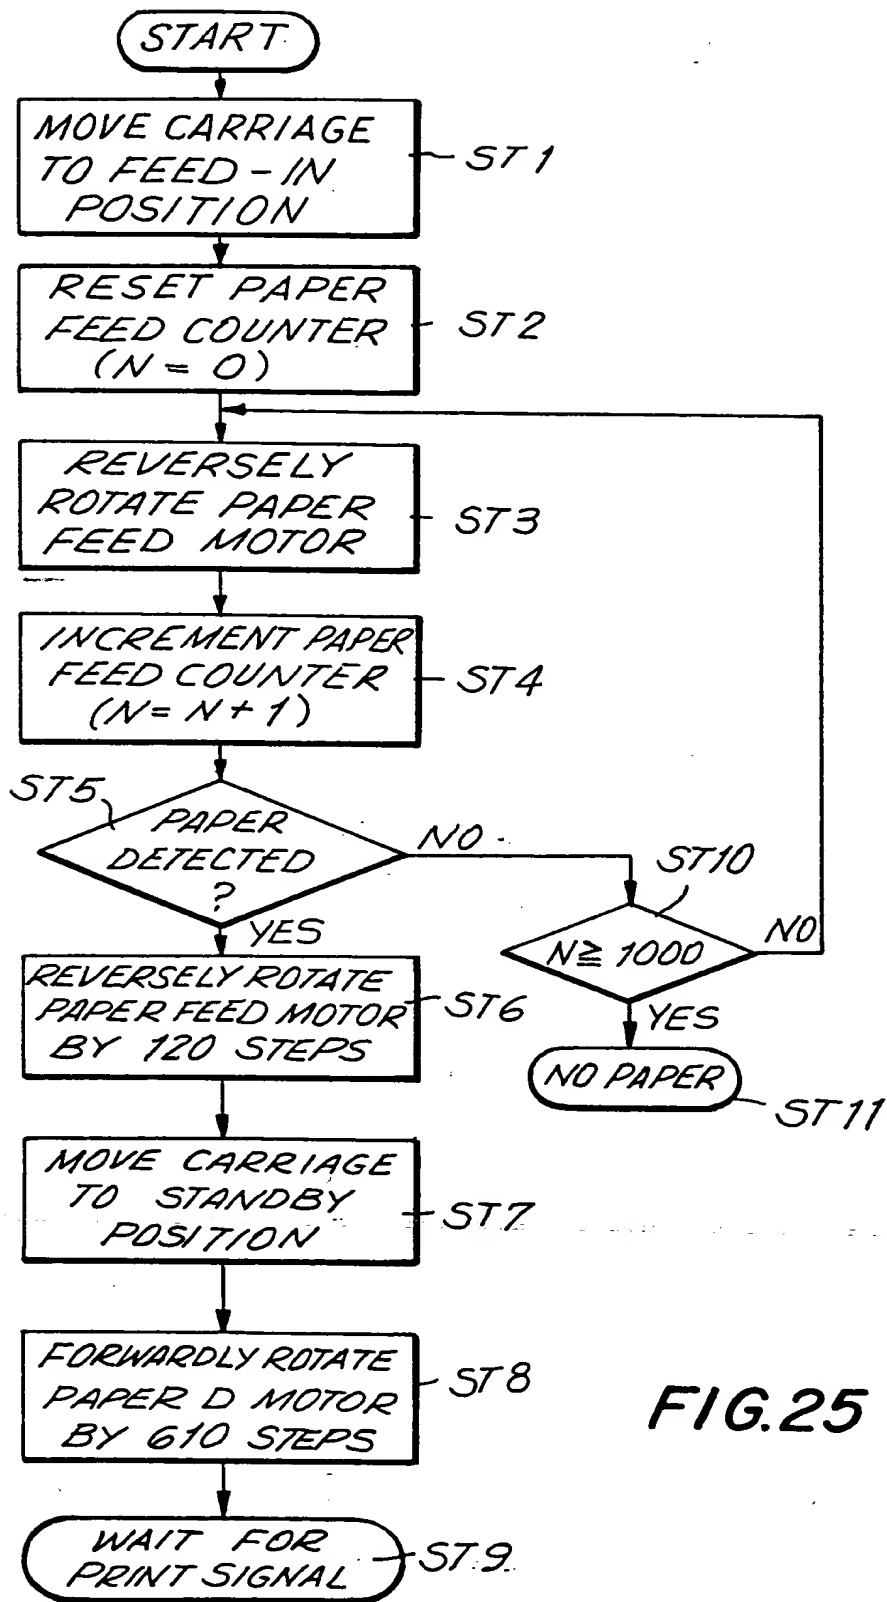 START
MOVE CARRIAGE
TO FEED-IN
POSITION
ST1
RESET PAPER
FEED COUNTER
(N = 0)
ST2
REVERSELY
ROTATE PAPER
FEED MOTOR
ST3
INCREMENT PAPER
FEED COUNTER
(N = N + 1)
ST4
ST5
PAPER
DETECTED
?
NO
YES
ST10
N ≧ 1000
NO
YES
NO PAPER
ST11
REVERSELY ROTATE
PAPER FEED MOTOR
BY 120 STEPS
ST6
MOVE CARRIAGE
TO STANDBY
POSITION
ST7
FORWARDLY ROTATE
PAPER D MOTOR
BY 610 STEPS
ST8
WAIT FOR
PRINT SIGNAL
ST9
FIG.25